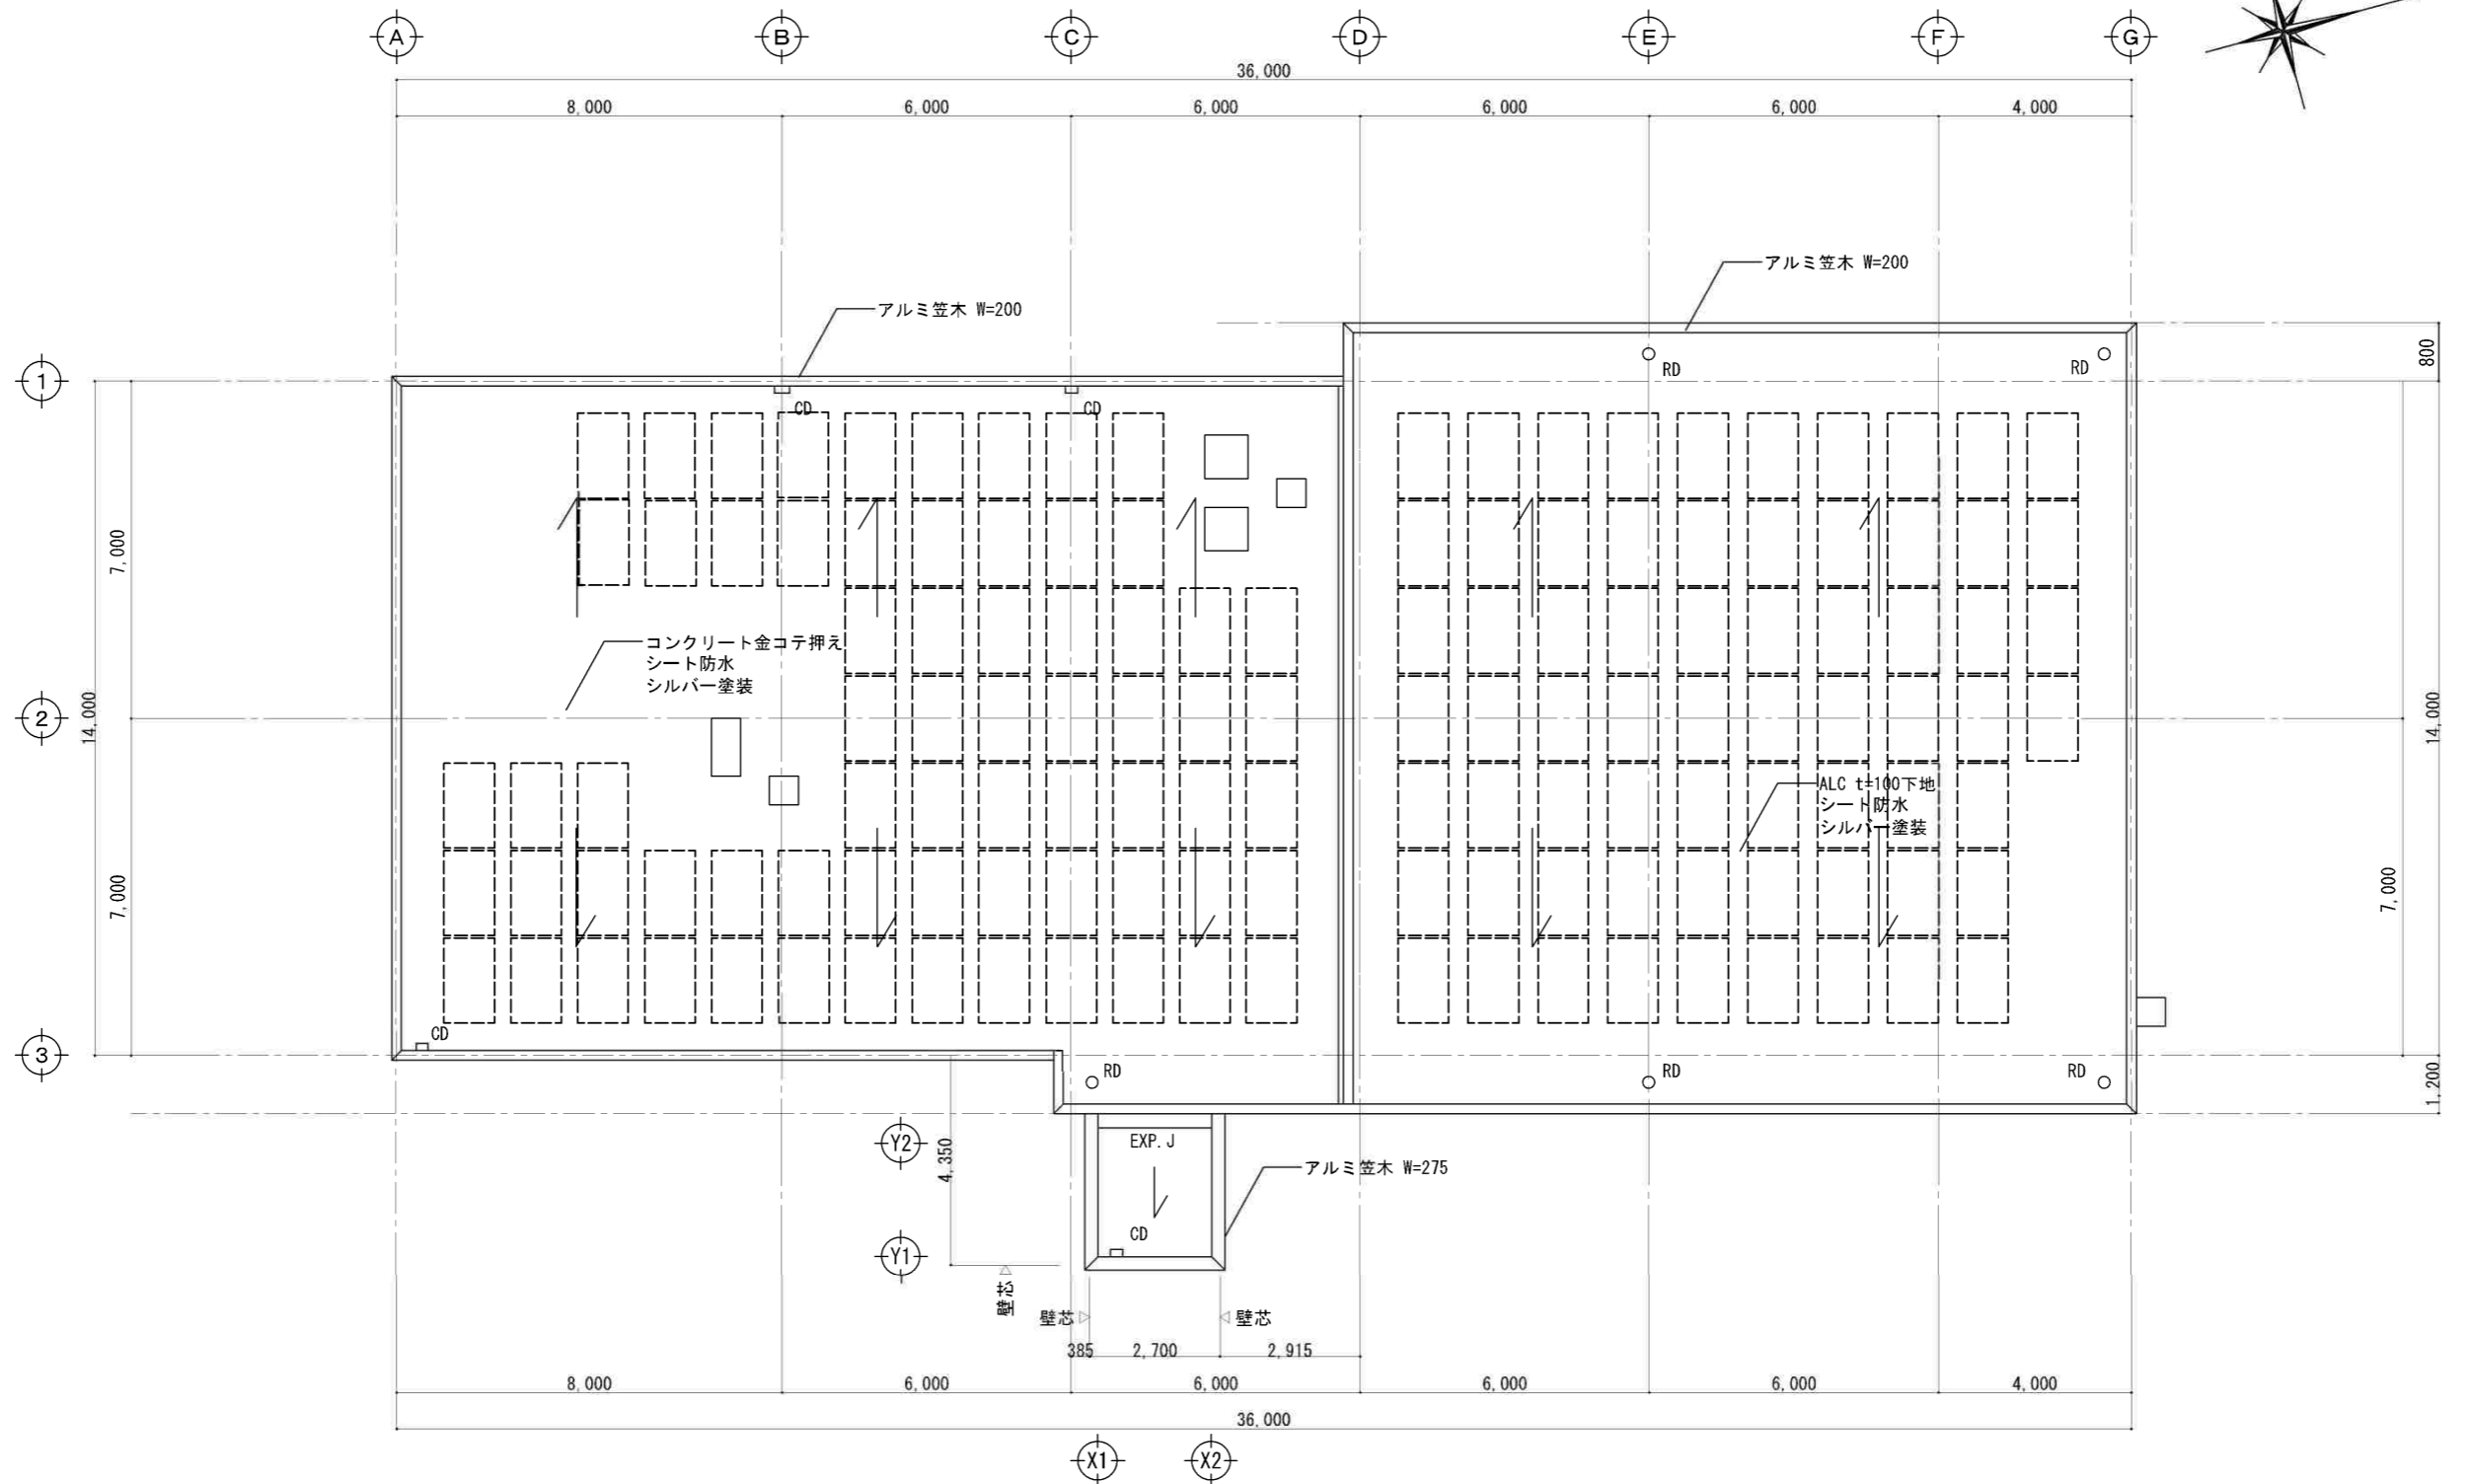 A B C D E F G
36,000
8,000 6,000 6,000 6,000 6,000 4,000
アルミ笠木 W=200
アルミ笠木 W=200
800
RD RD
1
CD CD
7,000
コンクリート金コテ押え
シート防水
シルバー塗装
2
14,000
14,000
ALC t=100下地
シート防水
シルバー塗装
7,000
7,000
CD
3
RD RD RD
1,200
Y2
4,350
EXP.J
アルミ笠木 W=275
CD
Y1
壁芯
壁芯 壁芯
385 2,700 2,915
8,000 6,000 6,000 6,000 6,000 4,000
36,000
X1 X2